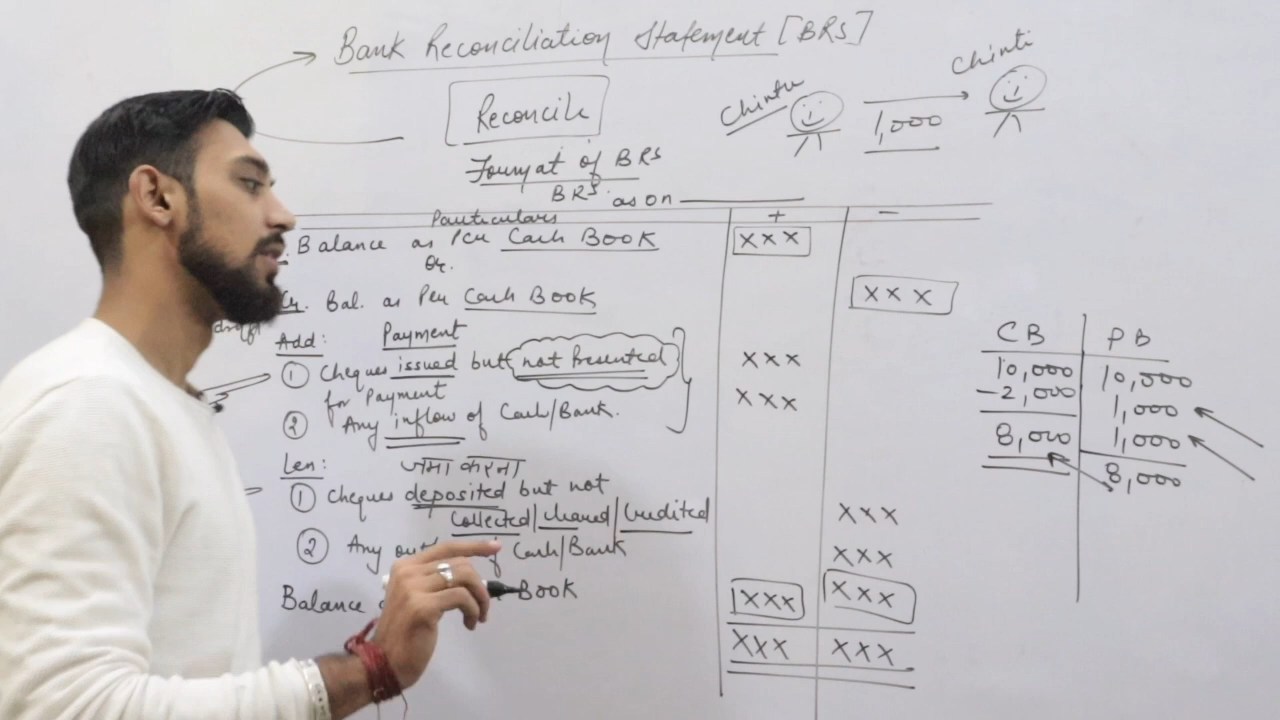 Bank Reconciliation Statement [BRS]
Reconcile
Chintu
1,000
Chinti
Format of BRS
BRS as on
Particulars + -
Balance as Per Cash Book xxx
Or.
Cr. Bal. as Per Cash Book xxx
Add: Payment
① Cheques issued but not Presented xxx
for Payment
② Any inflow of Cash/Bank. xxx
Less: जमा करना
① Cheques deposited but not
Collected/cleared/Credited xxx
② Any of Cash/Bank xxx
Balance Book xxx xxx
xxx xxx
CB PB
10,000 10,000
-2,000 1,000
8,000 1,000
8,000